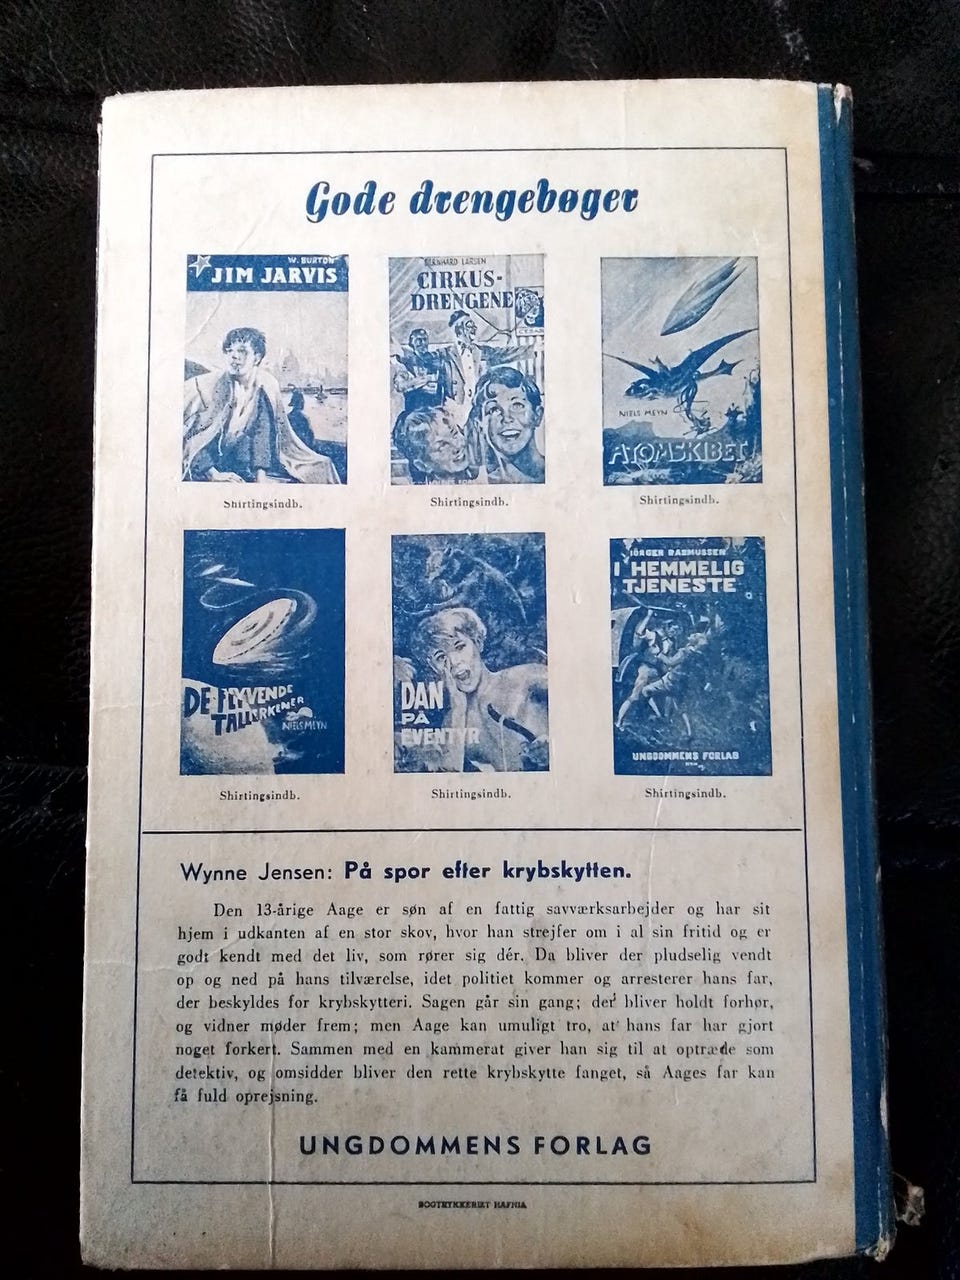 Gode drengebøger
W. BURTON
JIM JARVIS
Shirtingsindb.
BERNHARD LARSEN
CIRKUS-
DRENGENE
CESAR
Shirtingsindb.
NIELS MEYN
ATOMSKIBET
Shirtingsindb.
DE FLYVENDE
TALLERKENER
NIELS MEYN
Shirtingsindb.
DAN
PÅ
EVENTYR
Shirtingsindb.
JØRGEN RASMUSSEN
I HEMMELIG
TJENESTE
UNGDOMMENS FORLAG
Shirtingsindb.
Wynne Jensen: På spor efter krybskytten.
Den 13-årige Aage er søn af en fattig savværksarbejder og har sit
hjem i udkanten af en stor skov, hvor han strejfer om i al sin fritid og er
godt kendt med det liv, som rører sig dér. Da bliver der pludselig vendt
op og ned på hans tilværelse, idet politiet kommer og arresterer hans far,
der beskyldes for krybskytteri. Sagen går sin gang; der bliver holdt forhør,
og vidner møder frem; men Aage kan umuligt tro, at hans far har gjort
noget forkert. Sammen med en kammerat giver han sig til at optræde som
detektiv, og omsidder bliver den rette krybskytte fanget, så Aages far kan
få fuld oprejsning.
UNGDOMMENS FORLAG
BOGTRYKKERIET HAFNIA